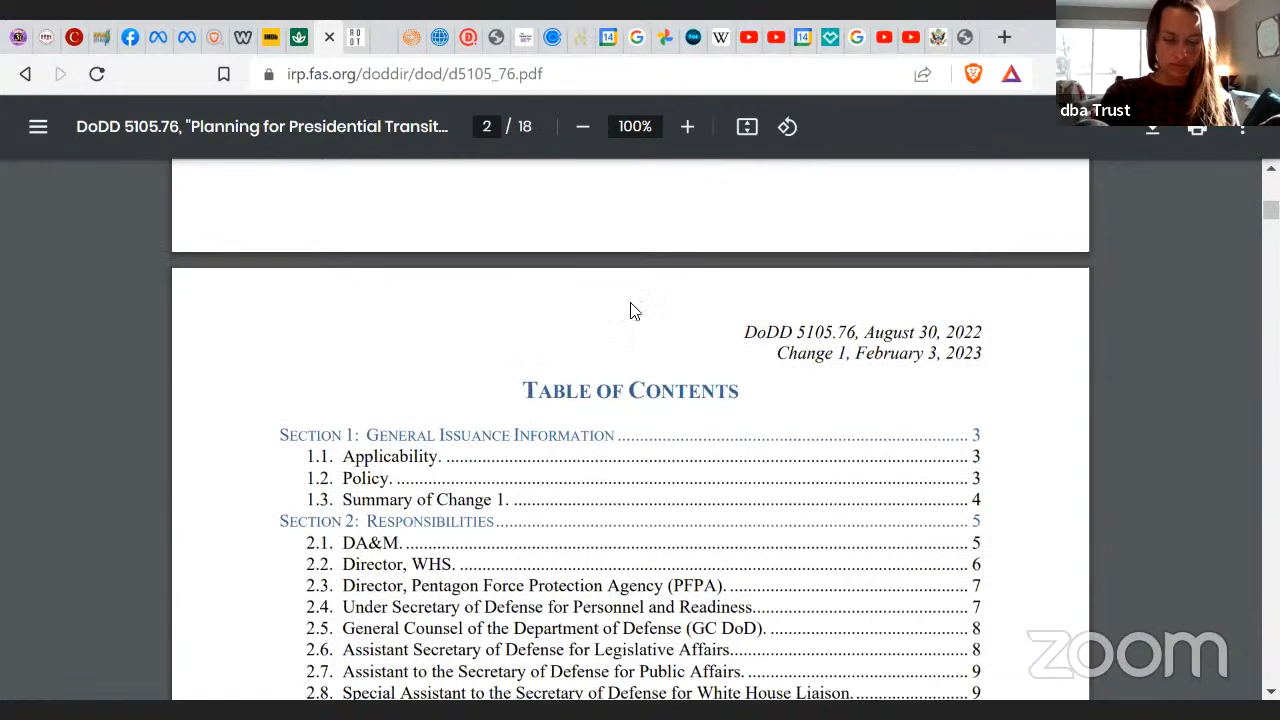 irp.fas.org/doddir/dod/d5105_76.pdf
dba Trust
DoDD 5105.76, "Planning for Presidential Transit...
2 / 18
100%
DoDD 5105.76, August 30, 2022
Change 1, February 3, 2023
TABLE OF CONTENTS
SECTION 1: GENERAL ISSUANCE INFORMATION 3
1.1. Applicability. 3
1.2. Policy. 3
1.3. Summary of Change 1. 4
SECTION 2: RESPONSIBILITIES 5
2.1. DA&M. 5
2.2. Director, WHS. 6
2.3. Director, Pentagon Force Protection Agency (PFPA). 7
2.4. Under Secretary of Defense for Personnel and Readiness. 7
2.5. General Counsel of the Department of Defense (GC DoD). 8
2.6. Assistant Secretary of Defense for Legislative Affairs. 8
2.7. Assistant to the Secretary of Defense for Public Affairs. 9
2.8. Special Assistant to the Secretary of Defense for White House Liaison. 9
zoom